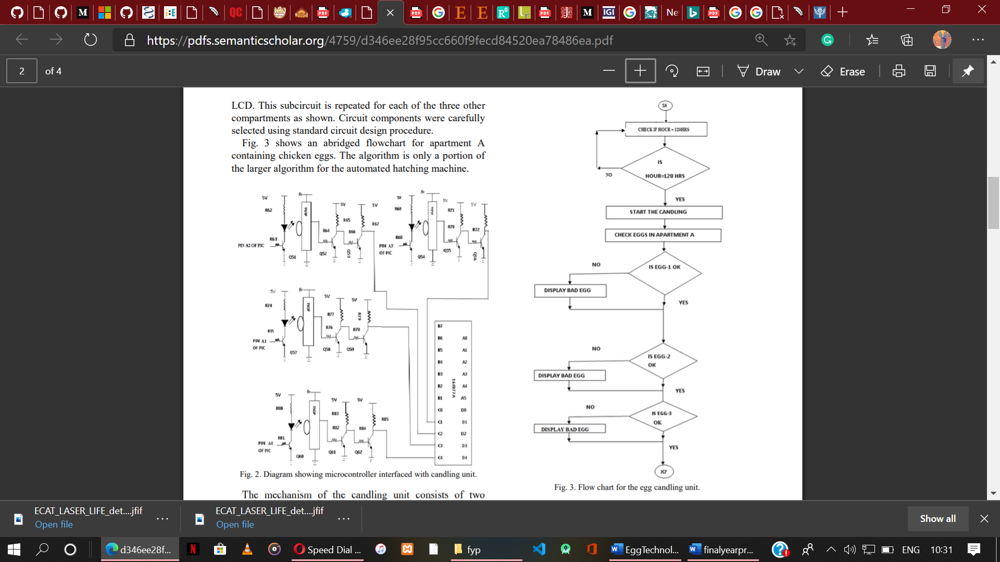 QC
Ne
https://pdfs.semanticscholar.org/4759/d346ee28f95cc660f9fecd84520ea78486ea.pdf
2
of 4
Draw
Erase
LCD. This subcircuit is repeated for each of the three other
compartments as shown. Circuit components were carefully
selected using standard circuit design procedure.
Fig. 3 shows an abridged flowchart for apartment A
containing chicken eggs. The algorithm is only a portion of
the larger algorithm for the automated hatching machine.
5V
R62
R63
PIN A2 OF PIC
Q51
TSOP
R64
Q52
5V
R65
R66
Q53
5V
R67
5V
R69
R68
PIN A3
OF PIC
Q54
5V
R71
R70
Q55
5V
R72
Q56
5V
R74
R75
PIN A1
OF PIC
Q57
TSOP
5V
R77
R76
Q58
5V
R79
R78
Q59
5V
R80
R81
PIN A0
OF PIC
Q60
TSOP
5V
R83
R82
Q61
5V
R85
R84
Q62
B7
B6 A0
B5 A1
B4 A2
B3 A3
B2 A4
B1 A5
C0 D0
C1 D1
C2 D2
C3 D3
C4 D4
16F877A
Fig. 2. Diagram showing microcontroller interfaced with candling unit.
The mechanism of the candling unit consists of two
X6
CHECK IF HOUR = 120HRS
IS
HOUR=120 HRS
NO
YES
START THE CANDLING
CHECK EGGS IN APARTMENT A
IS EGG-1 OK
NO
DISPLAY BAD EGG
YES
IS EGG-2
OK
NO
DISPLAY BAD EGG
YES
IS EGG-3
OK
NO
DISPLAY BAD EGG
YES
X7
Fig. 3. Flow chart for the egg candling unit.
ECAT_LASER_LIFE_det....jfif
Open file
ECAT_LASER_LIFE_det....jfif
Open file
Show all
d346ee28f...
Speed Dial ...
fyp
EggTechnol...
finalyearpr...
ENG
10:31